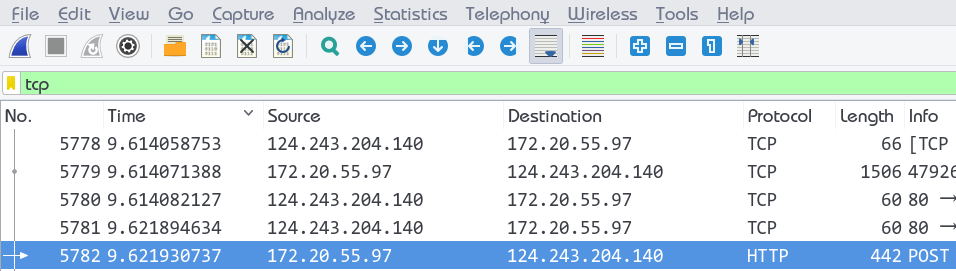 File Edit View Go Capture Analyze Statistics Telephony Wireless Tools Help
tcp
No. Time Source Destination Protocol Length Info
5778 9.614058753 124.243.204.140 172.20.55.97 TCP 66 [TCP
5779 9.614071388 172.20.55.97 124.243.204.140 TCP 1506 47926
5780 9.614082127 124.243.204.140 172.20.55.97 TCP 60 80 →
5781 9.621894634 124.243.204.140 172.20.55.97 TCP 60 80 →
5782 9.621930737 172.20.55.97 124.243.204.140 HTTP 442 POST